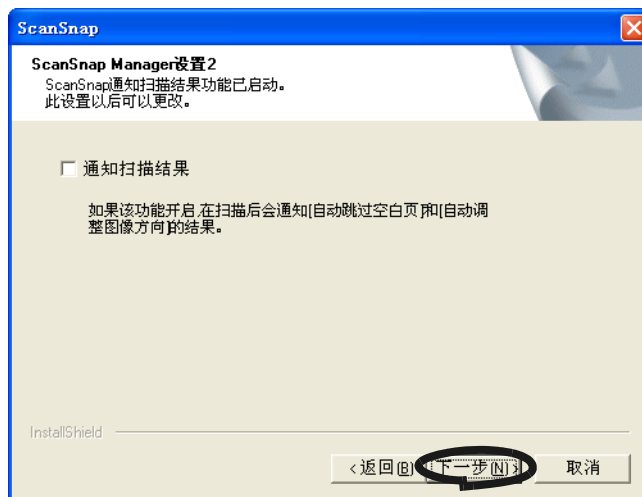 ScanSnap
ScanSnap Manager设置2
ScanSnap通知扫描结果功能已启动。
此设置以后可以更改。
通知扫描结果
如果该功能开启,在扫描后会通知[自动跳过空白页]和[自动调
整图像方向]的结果。
InstallShield
<返回(B) 下一步(N)> 取消